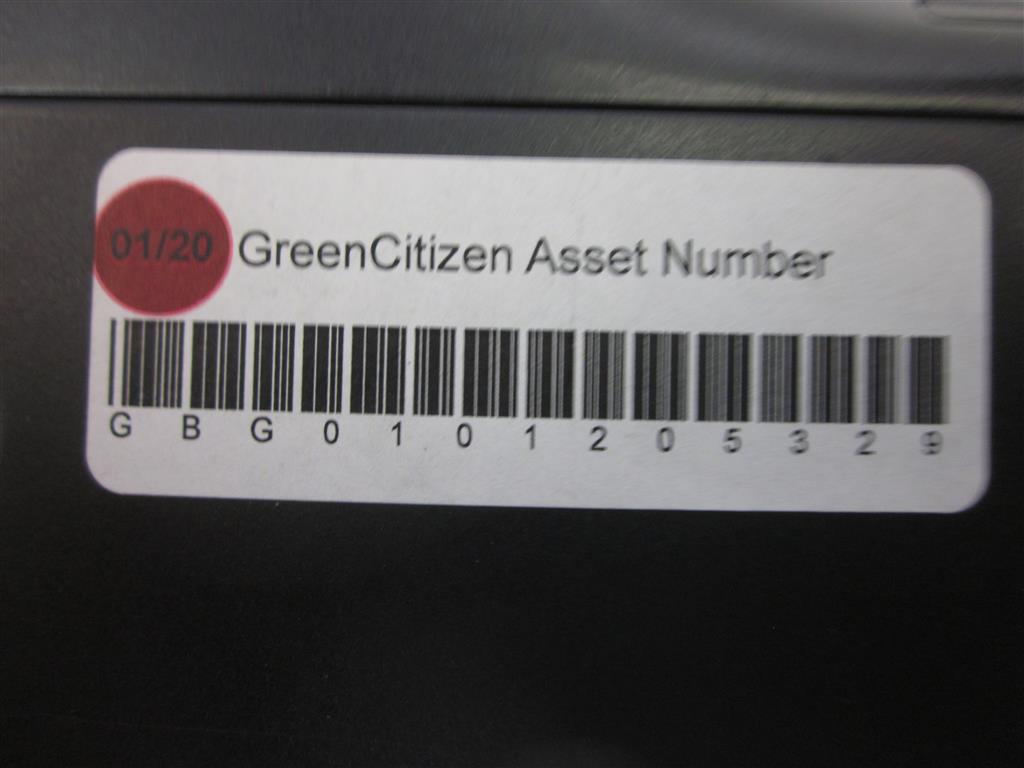 01/20 GreenCitizen Asset Number
G B G 0 1 0 1 2 0 5 3 2 9